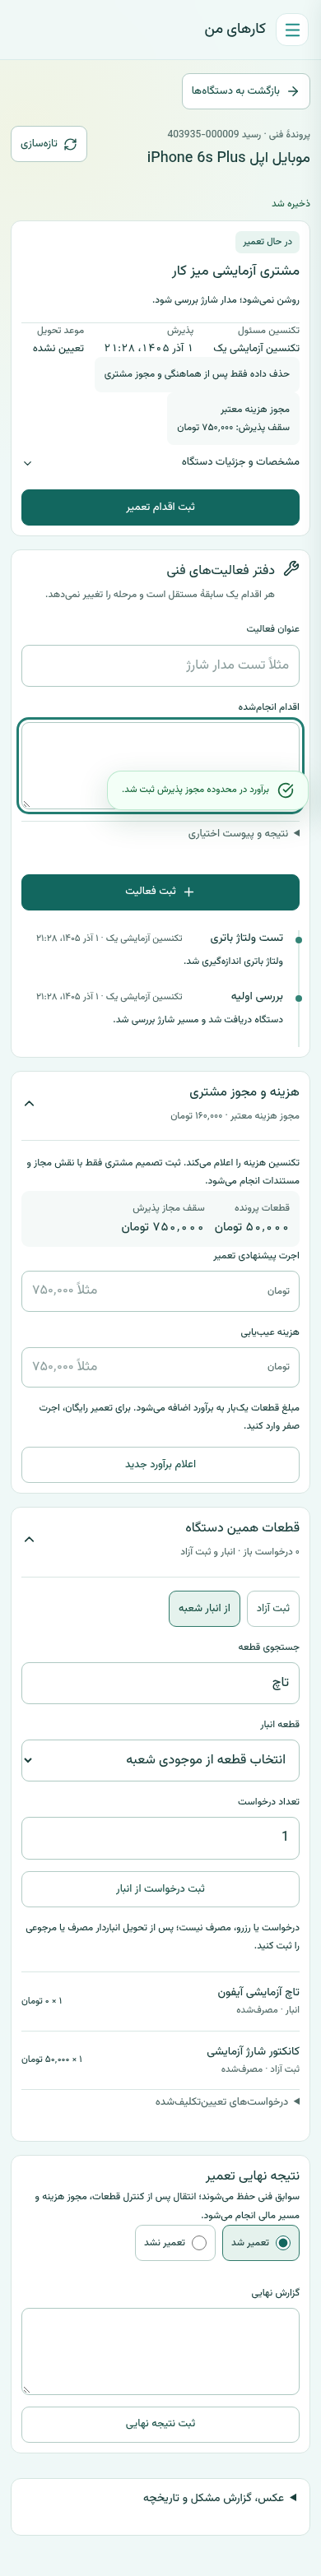 کارهای من
بازگشت به دستگاه‌ها
پروندهٔ فنی · رسید 000009-403935
موبایل اپل iPhone 6s Plus
تازه‌سازی
ذخیره شد
در حال تعمیر
مشتری آزمایشی میز کار
روشن نمی‌شود؛ مدار شارژ بررسی شود.
تکنسین مسئول
تکنسین آزمایشی یک
پذیرش
۱ آذر ۱۴۰۵، ۲۱:۲۸
موعد تحویل
تعیین نشده
حذف داده فقط پس از هماهنگی و مجوز مشتری
مجوز هزینه معتبر
سقف پذیرش: ۷۵۰,۰۰۰ تومان
مشخصات و جزئیات دستگاه
ثبت اقدام تعمیر
دفتر فعالیت‌های فنی
هر اقدام یک سابقهٔ مستقل است و مرحله را تغییر نمی‌دهد.
عنوان فعالیت
مثلاً تست مدار شارژ
اقدام انجام‌شده
برآورد در محدوده مجوز پذیرش ثبت شد.
نتیجه و پیوست اختیاری
ثبت فعالیت
تست ولتاژ باتری
تکنسین آزمایشی یک · ۱ آذر ۱۴۰۵، ۲۱:۲۸
ولتاژ باتری اندازه‌گیری شد.
بررسی اولیه
تکنسین آزمایشی یک · ۱ آذر ۱۴۰۵، ۲۱:۲۸
دستگاه دریافت شد و مسیر شارژ بررسی شد.
هزینه و مجوز مشتری
مجوز هزینه معتبر · ۱۶۰,۰۰۰ تومان
تکنسین هزینه را اعلام می‌کند. ثبت تصمیم مشتری فقط با نقش مجاز و
مستندات انجام می‌شود.
قطعات پرونده
۵۰,۰۰۰ تومان
سقف مجاز پذیرش
۷۵۰,۰۰۰ تومان
اجرت پیشنهادی تعمیر
تومان
مثلاً ۷۵۰,۰۰۰
هزینه عیب‌یابی
تومان
مثلاً ۷۵۰,۰۰۰
مبلغ قطعات یک‌بار به برآورد اضافه می‌شود. برای تعمیر رایگان، اجرت
صفر وارد کنید.
اعلام برآورد جدید
قطعات همین دستگاه
۰ درخواست باز · انبار و ثبت آزاد
ثبت آزاد
از انبار شعبه
جستجوی قطعه
تاچ
قطعه انبار
انتخاب قطعه از موجودی شعبه
تعداد درخواست
1
ثبت درخواست از انبار
درخواست یا رزرو، مصرف نیست؛ پس از تحویل انباردار مصرف یا مرجوعی
را ثبت کنید.
تاچ آزمایشی آیفون
انبار · مصرف‌شده
۱ × ۰ تومان
کانکتور شارژ آزمایشی
ثبت آزاد · مصرف‌شده
۱ × ۵۰,۰۰۰ تومان
درخواست‌های تعیین‌تکلیف‌شده
نتیجه نهایی تعمیر
سوابق فنی حفظ می‌شوند؛ انتقال پس از کنترل قطعات، مجوز هزینه و
مسیر مالی انجام می‌شود.
تعمیر شد
تعمیر نشد
گزارش نهایی
ثبت نتیجه نهایی
عکس، گزارش مشکل و تاریخچه